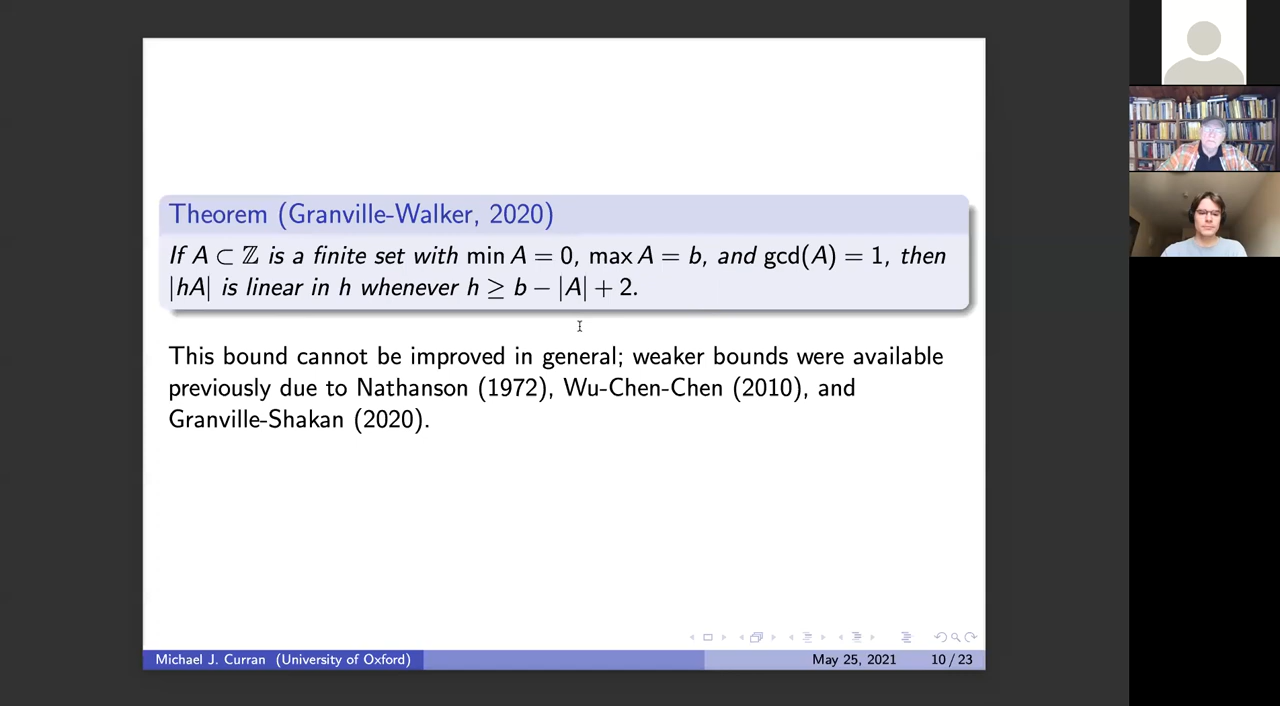 Theorem (Granville-Walker, 2020)
If A ⊂ ℤ is a finite set with min A = 0, max A = b, and gcd(A) = 1, then
|hA| is linear in h whenever h ≥ b − |A| + 2.
This bound cannot be improved in general; weaker bounds were available
previously due to Nathanson (1972), Wu-Chen-Chen (2010), and
Granville-Shakan (2020).
Michael J. Curran (University of Oxford)
May 25, 2021
10 / 23